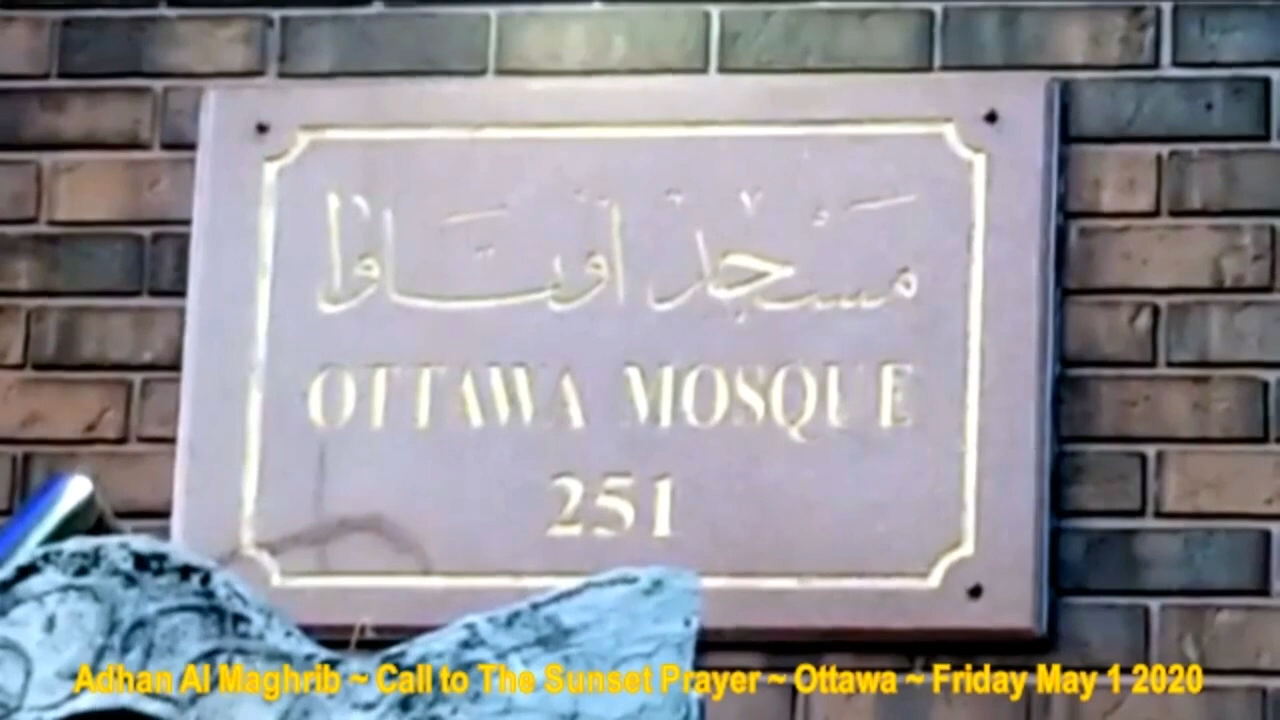 مسجد اوتاوا
OTTAWA MOSQUE
251
Adhan Al Maghrib ~ Call to The Sunset Prayer ~ Ottawa ~ Friday May 1 2020